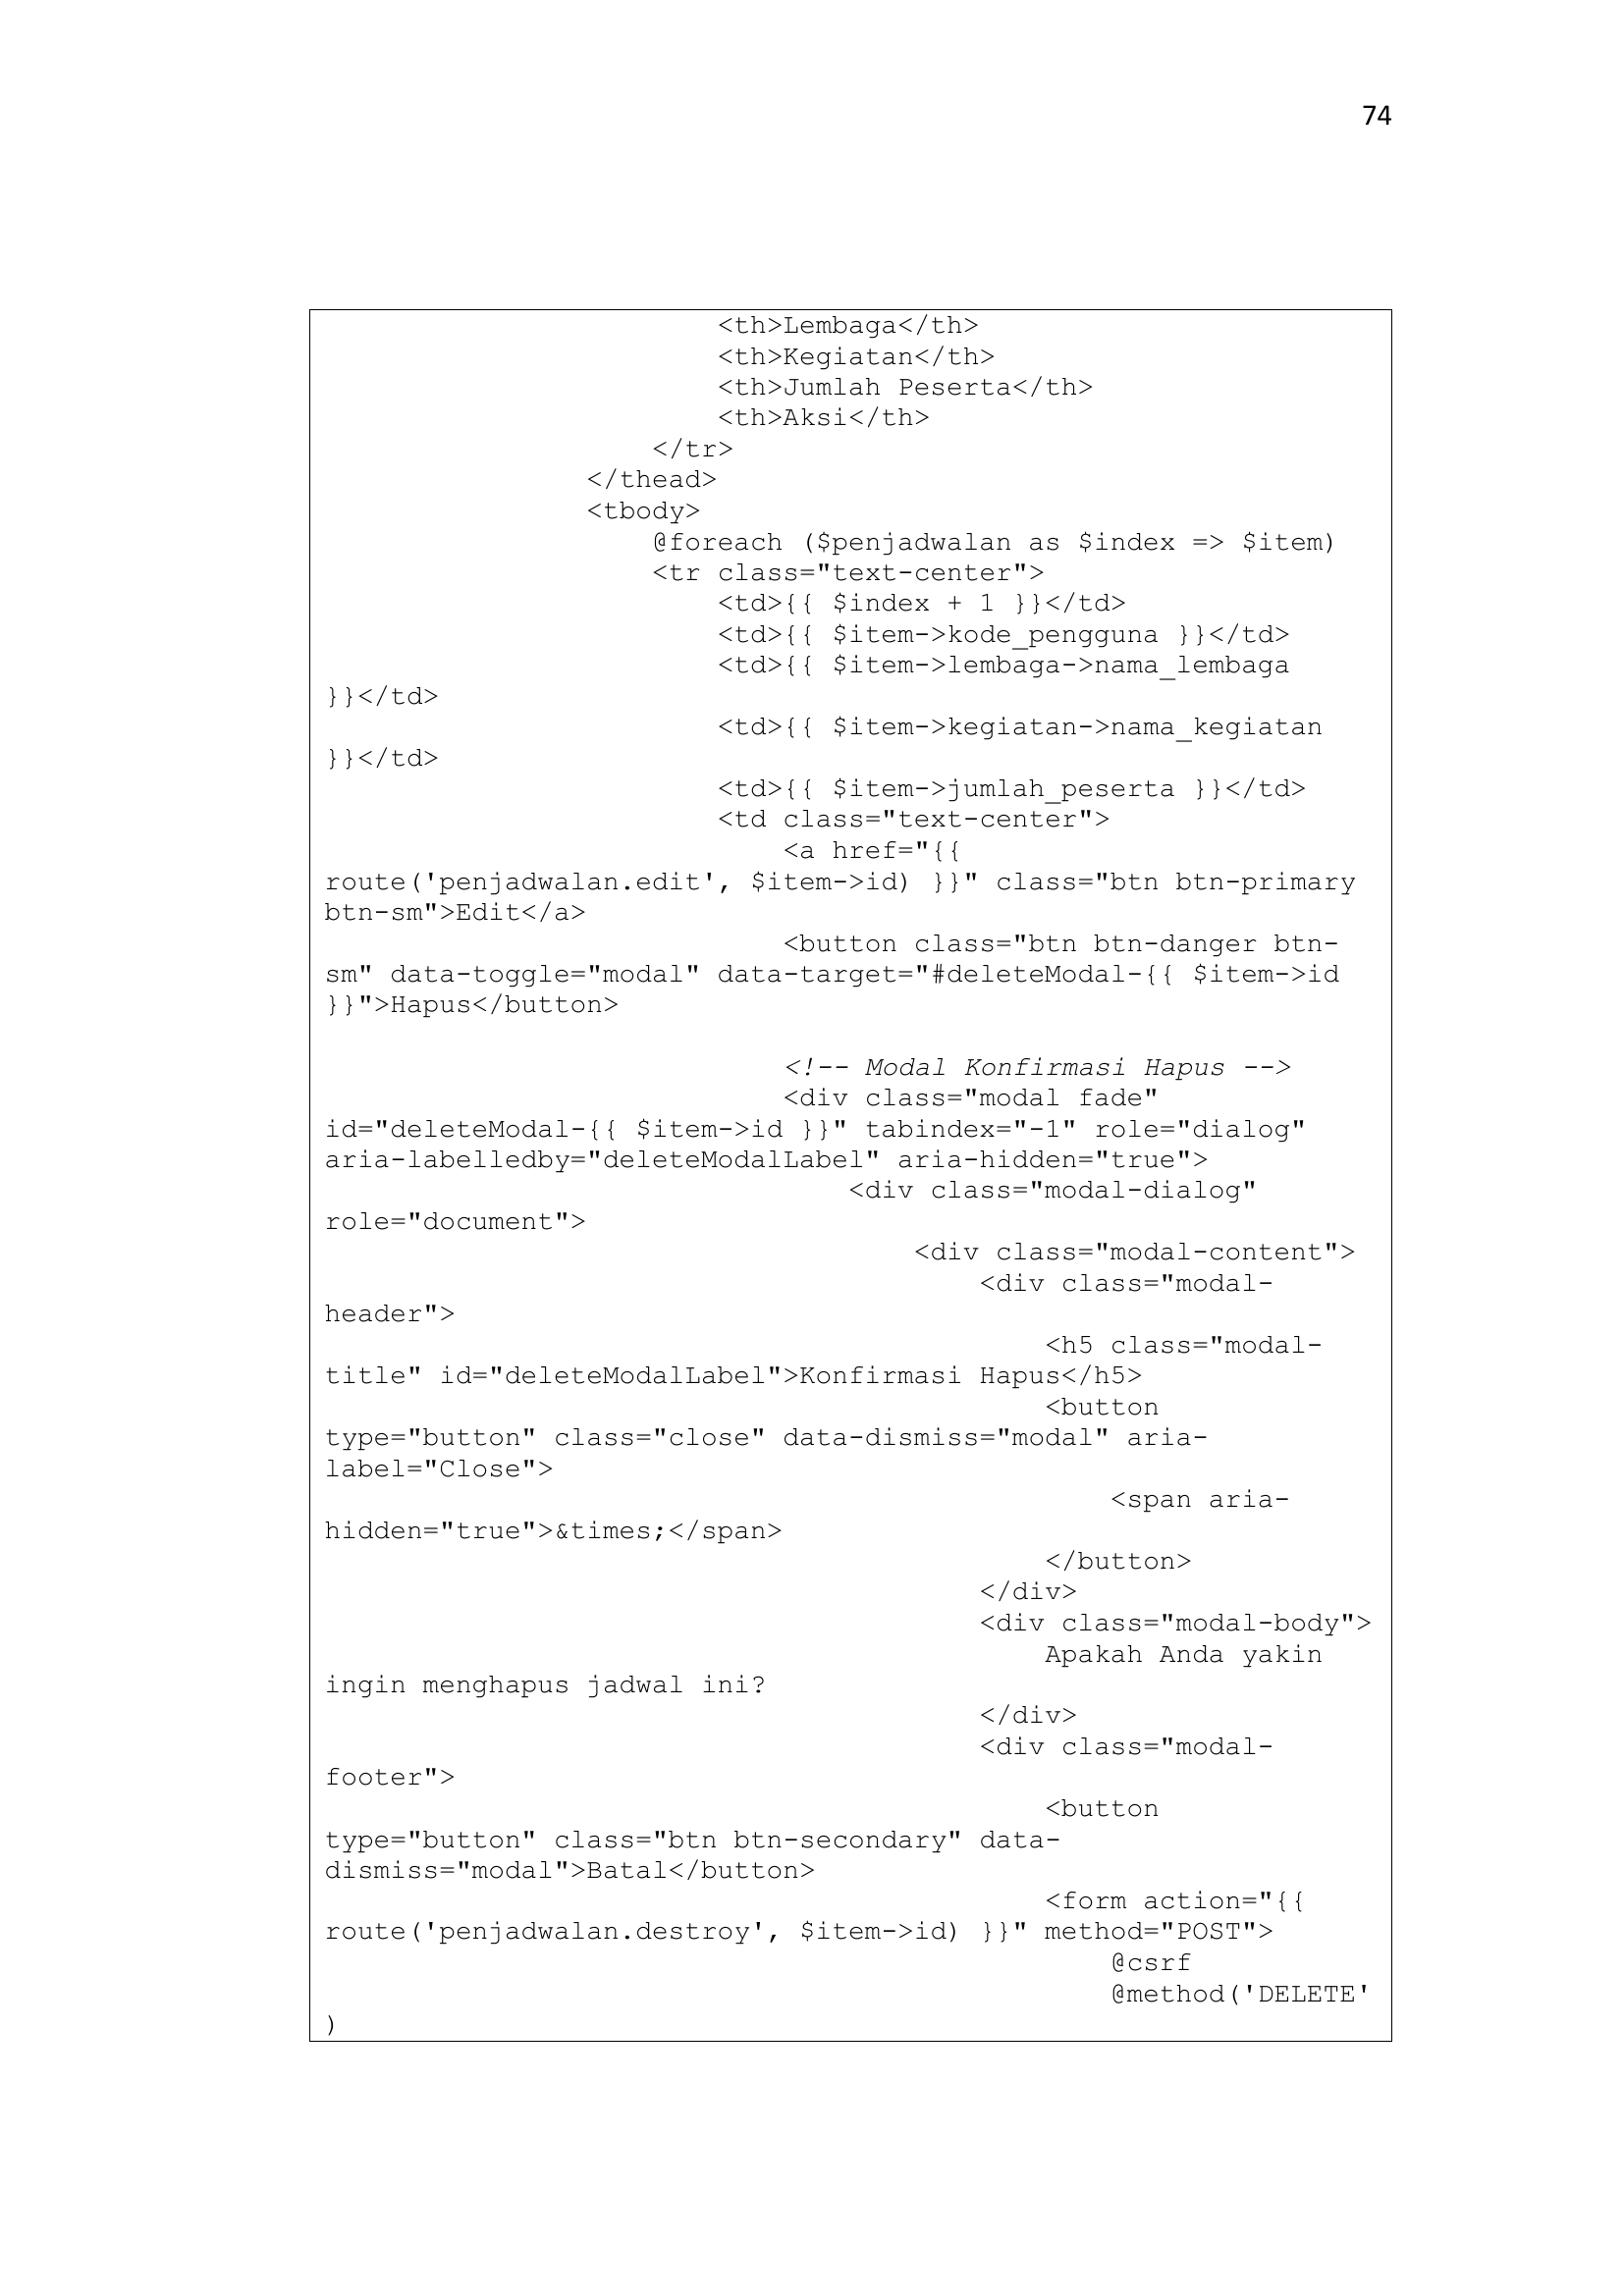 74
<th>Lembaga</th>
<th>Kegiatan</th>
<th>Jumlah Peserta</th>
<th>Aksi</th>
</tr>
</thead>
<tbody>
@foreach ($penjadwalan as $index => $item)
<tr class="text-center">
<td>{{ $index + 1 }}</td>
<td>{{ $item->kode_pengguna }}</td>
<td>{{ $item->lembaga->nama_lembaga
}}</td>
<td>{{ $item->kegiatan->nama_kegiatan
}}</td>
<td>{{ $item->jumlah_peserta }}</td>
<td class="text-center">
<a href="{{
route('penjadwalan.edit', $item->id) }}" class="btn btn-primary
btn-sm">Edit</a>
<button class="btn btn-danger btn-
sm" data-toggle="modal" data-target="#deleteModal-{{ $item->id
}}">Hapus</button>
<!-- Modal Konfirmasi Hapus -->
<div class="modal fade"
id="deleteModal-{{ $item->id }}" tabindex="-1" role="dialog"
aria-labelledby="deleteModalLabel" aria-hidden="true">
<div class="modal-dialog"
role="document">
<div class="modal-content">
<div class="modal-
header">
<h5 class="modal-
title" id="deleteModalLabel">Konfirmasi Hapus</h5>
<button
type="button" class="close" data-dismiss="modal" aria-
label="Close">
<span aria-
hidden="true">&times;</span>
</button>
</div>
<div class="modal-body">
Apakah Anda yakin
ingin menghapus jadwal ini?
</div>
<div class="modal-
footer">
<button
type="button" class="btn btn-secondary" data-
dismiss="modal">Batal</button>
<form action="{{
route('penjadwalan.destroy', $item->id) }}" method="POST">
@csrf
@method('DELETE'
)